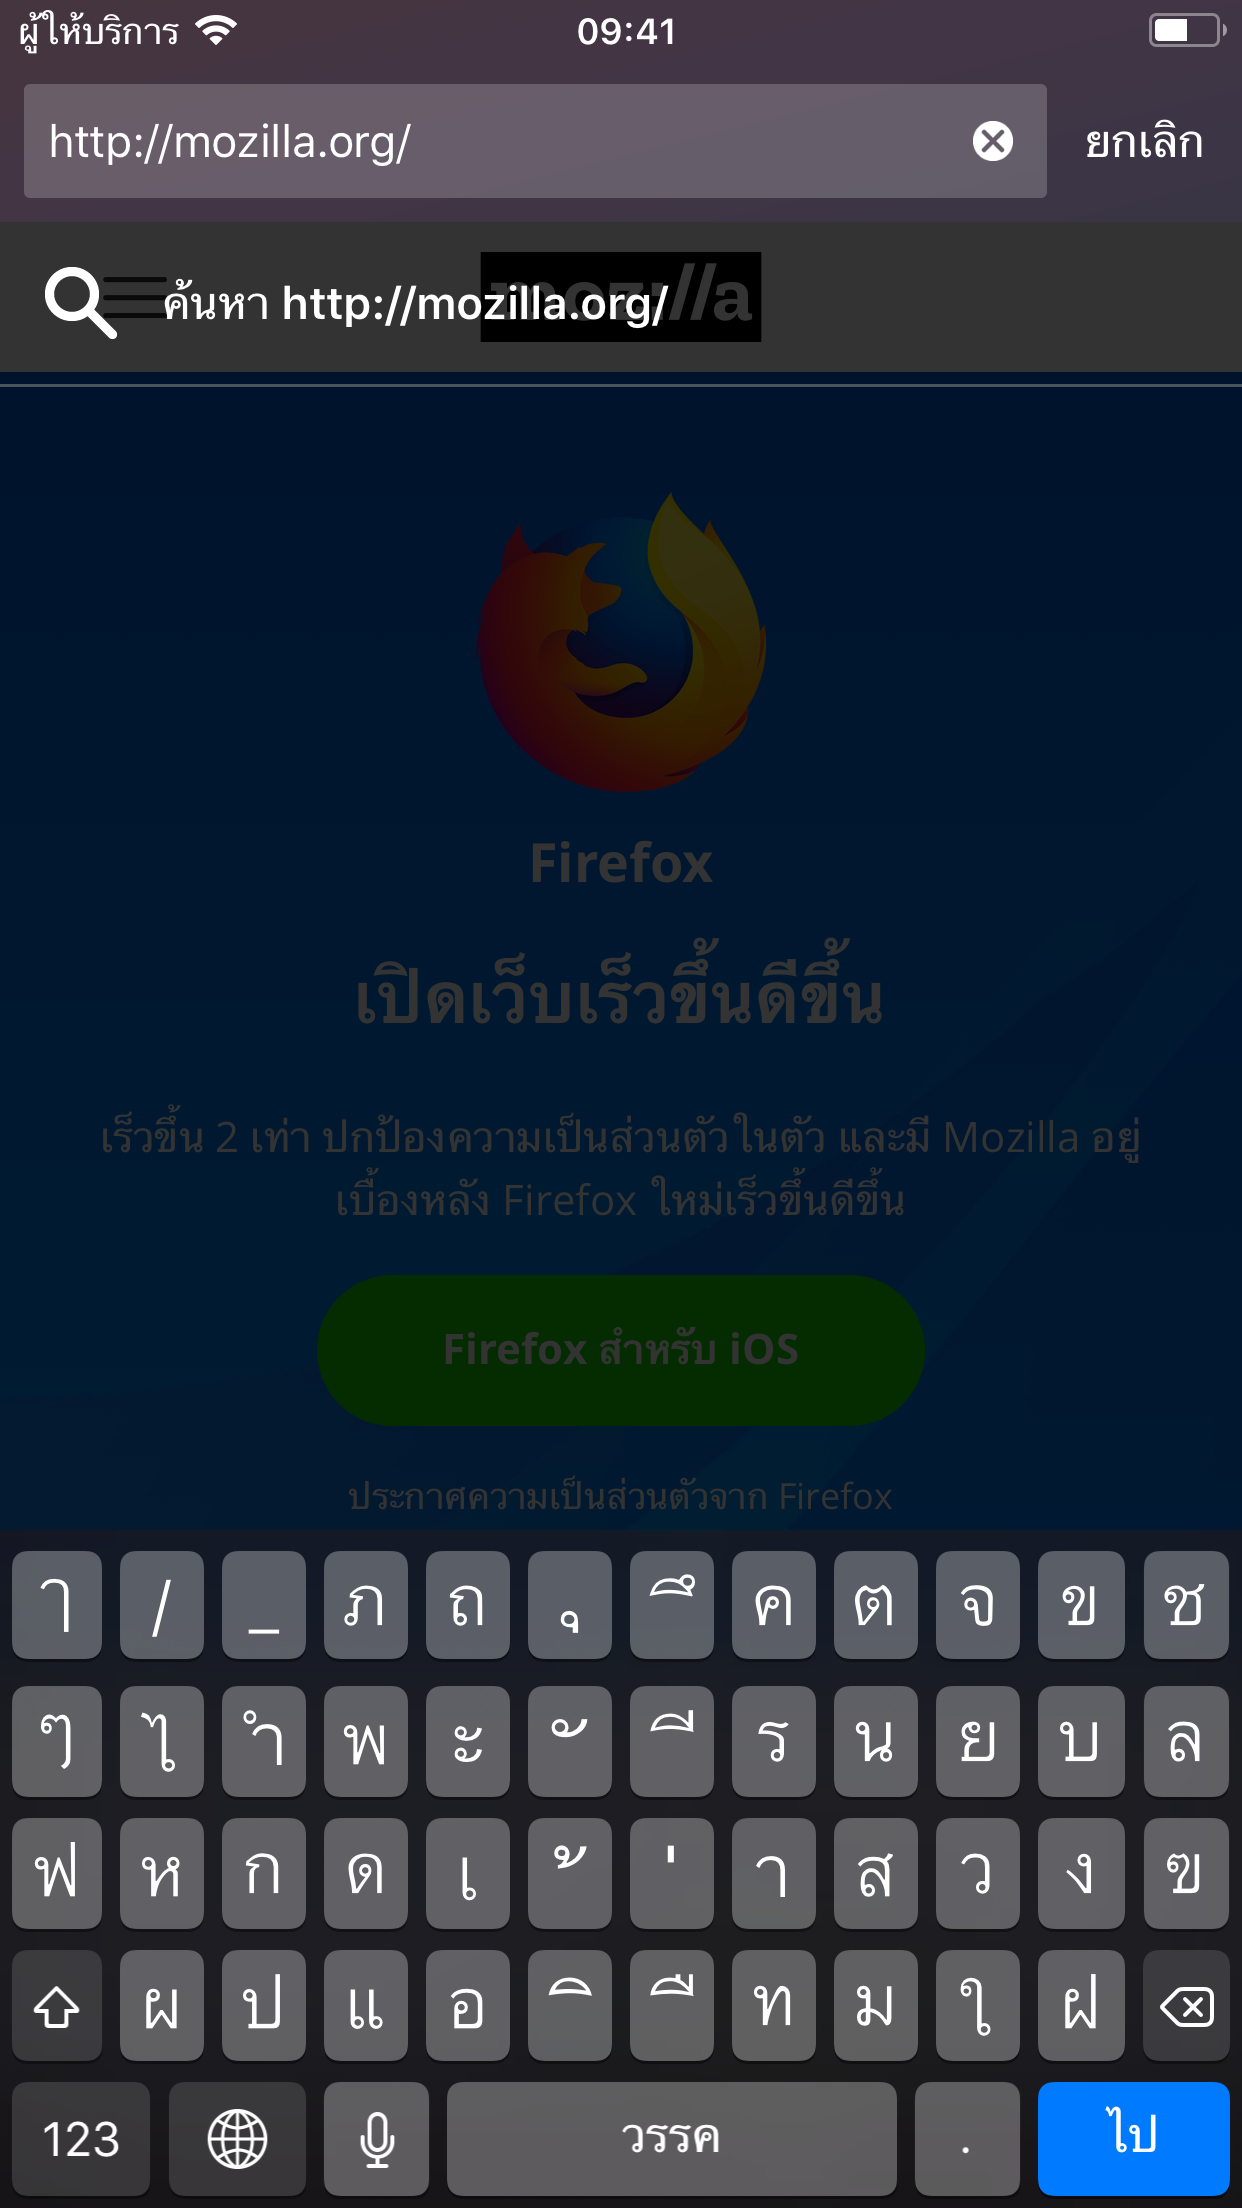 ผู้ให้บริการ 09:41
http://mozilla.org/ ยกเลิก
ค้นหา http://mozilla.org/
moz://a
Firefox
เปิดเว็บเร็วขึ้นดีขึ้น
เร็วขึ้น 2 เท่า ปกป้องความเป็นส่วนตัวในตัว และมี Mozilla อยู่
เบื้องหลัง Firefox ใหม่เร็วขึ้นดีขึ้น
Firefox สำหรับ iOS
ประกาศความเป็นส่วนตัวจาก Firefox
ๅ / _ ภ ถ ุ ึ ค ต จ ข ช
ๆ ไ ำ พ ะ ั ี ร น ย บ ล
ฟ ห ก ด เ ้ ่ า ส ว ง ฃ
ผ ป แ อ ิ ื ท ม ใ ฝ
123 วรรค . ไป